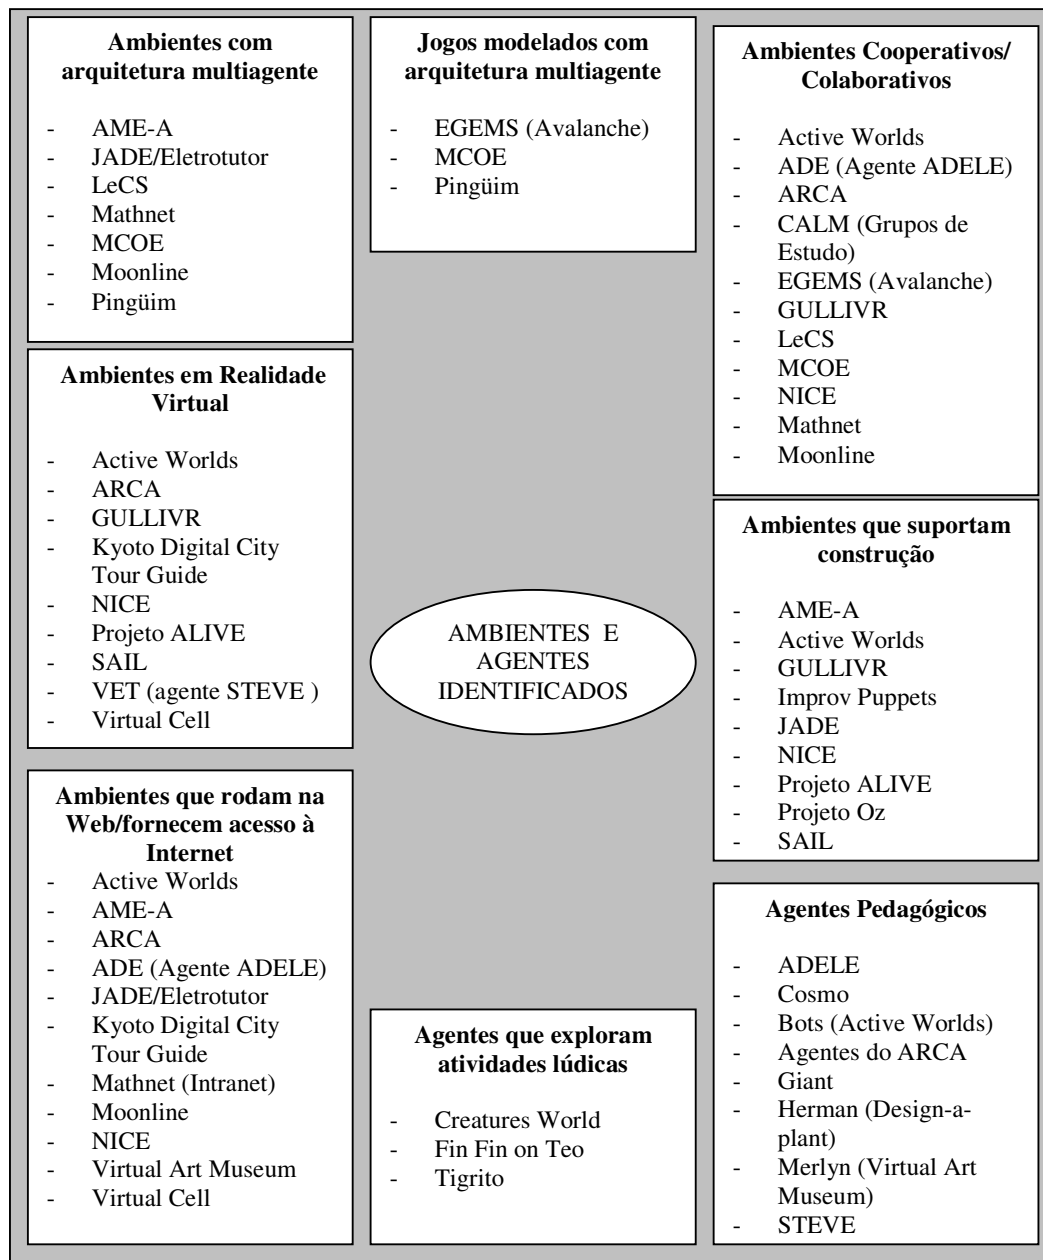 Ambientes com
arquitetura multiagente
- AME-A
- JADE/Eletrotutor
- LeCS
- Mathnet
- MCOE
- Moonline
- Pingüim
Jogos modelados com
arquitetura multiagente
- EGEMS (Avalanche)
- MCOE
- Pingüim
Ambientes Cooperativos/
Colaborativos
- Active Worlds
- ADE (Agente ADELE)
- ARCA
- CALM (Grupos de
Estudo)
- EGEMS (Avalanche)
- GULLIVR
- LeCS
- MCOE
- NICE
- Mathnet
- Moonline
Ambientes em Realidade
Virtual
- Active Worlds
- ARCA
- GULLIVR
- Kyoto Digital City
Tour Guide
- NICE
- Projeto ALIVE
- SAIL
- VET (agente STEVE )
- Virtual Cell
AMBIENTES E
AGENTES
IDENTIFICADOS
Ambientes que suportam
construção
- AME-A
- Active Worlds
- GULLIVR
- Improv Puppets
- JADE
- NICE
- Projeto ALIVE
- Projeto Oz
- SAIL
Ambientes que rodam na
Web/fornecem acesso à
Internet
- Active Worlds
- AME-A
- ARCA
- ADE (Agente ADELE)
- JADE/Eletrotutor
- Kyoto Digital City
Tour Guide
- Mathnet (Intranet)
- Moonline
- NICE
- Virtual Art Museum
- Virtual Cell
Agentes que exploram
atividades lúdicas
- Creatures World
- Fin Fin on Teo
- Tigrito
Agentes Pedagógicos
- ADELE
- Cosmo
- Bots (Active Worlds)
- Agentes do ARCA
- Giant
- Herman (Design-a-
plant)
- Merlyn (Virtual Art
Museum)
- STEVE